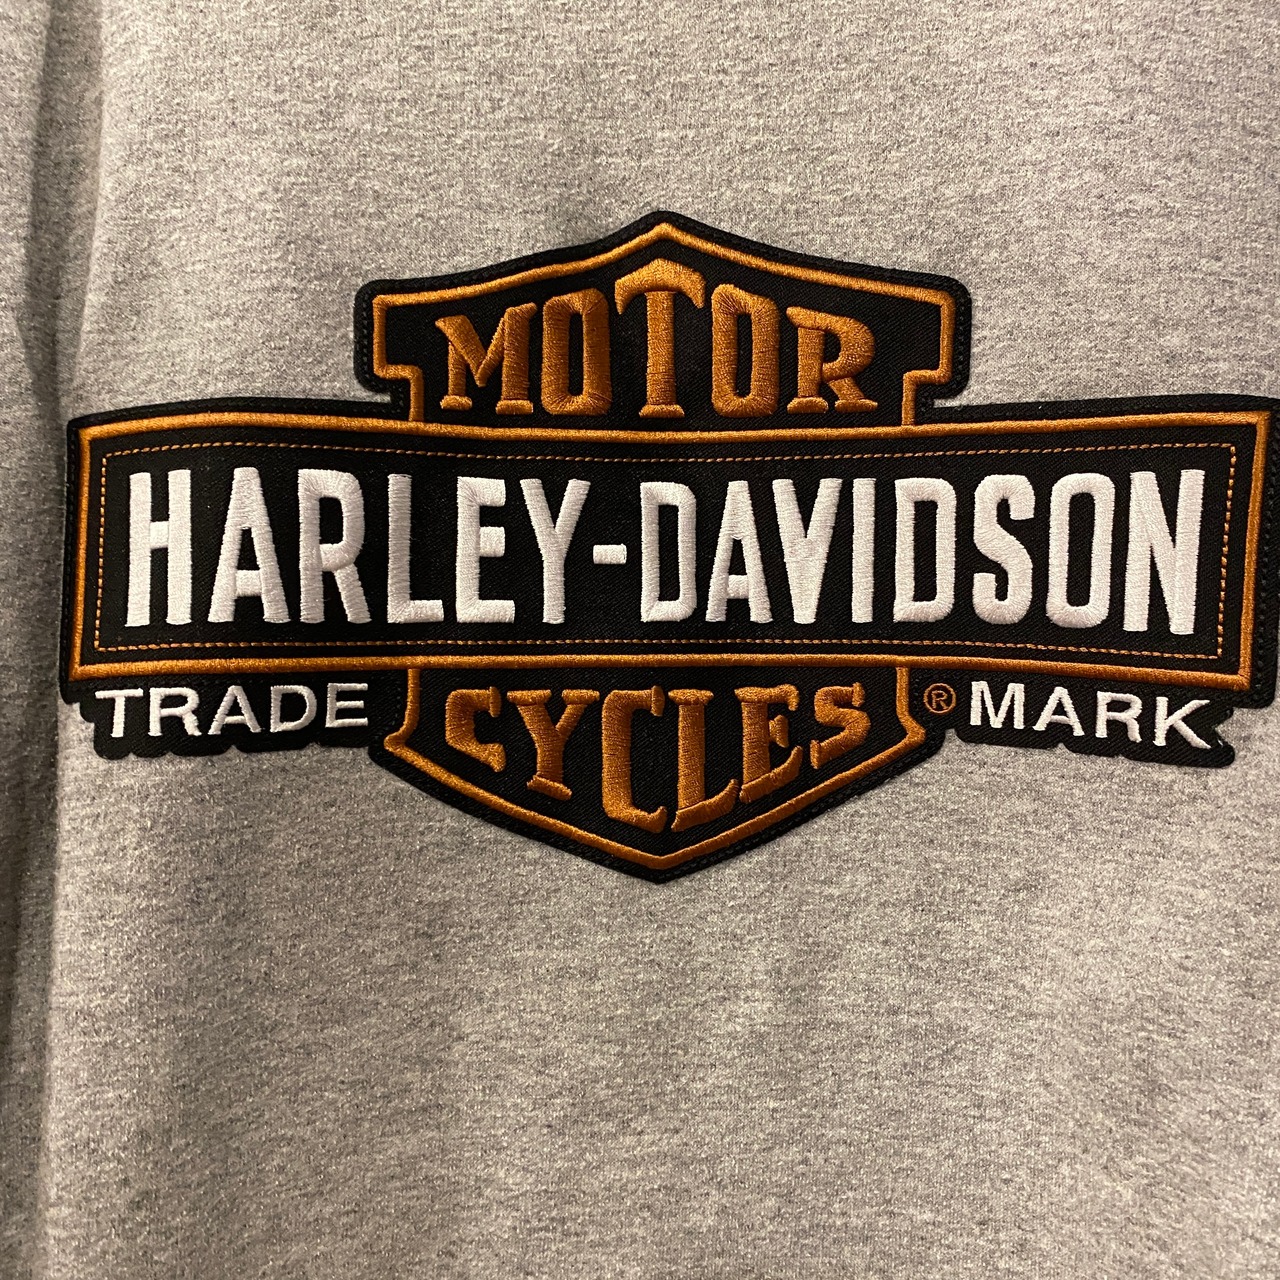 MOTOR
HARLEY-DAVIDSON
TRADE CYCLES ® MARK